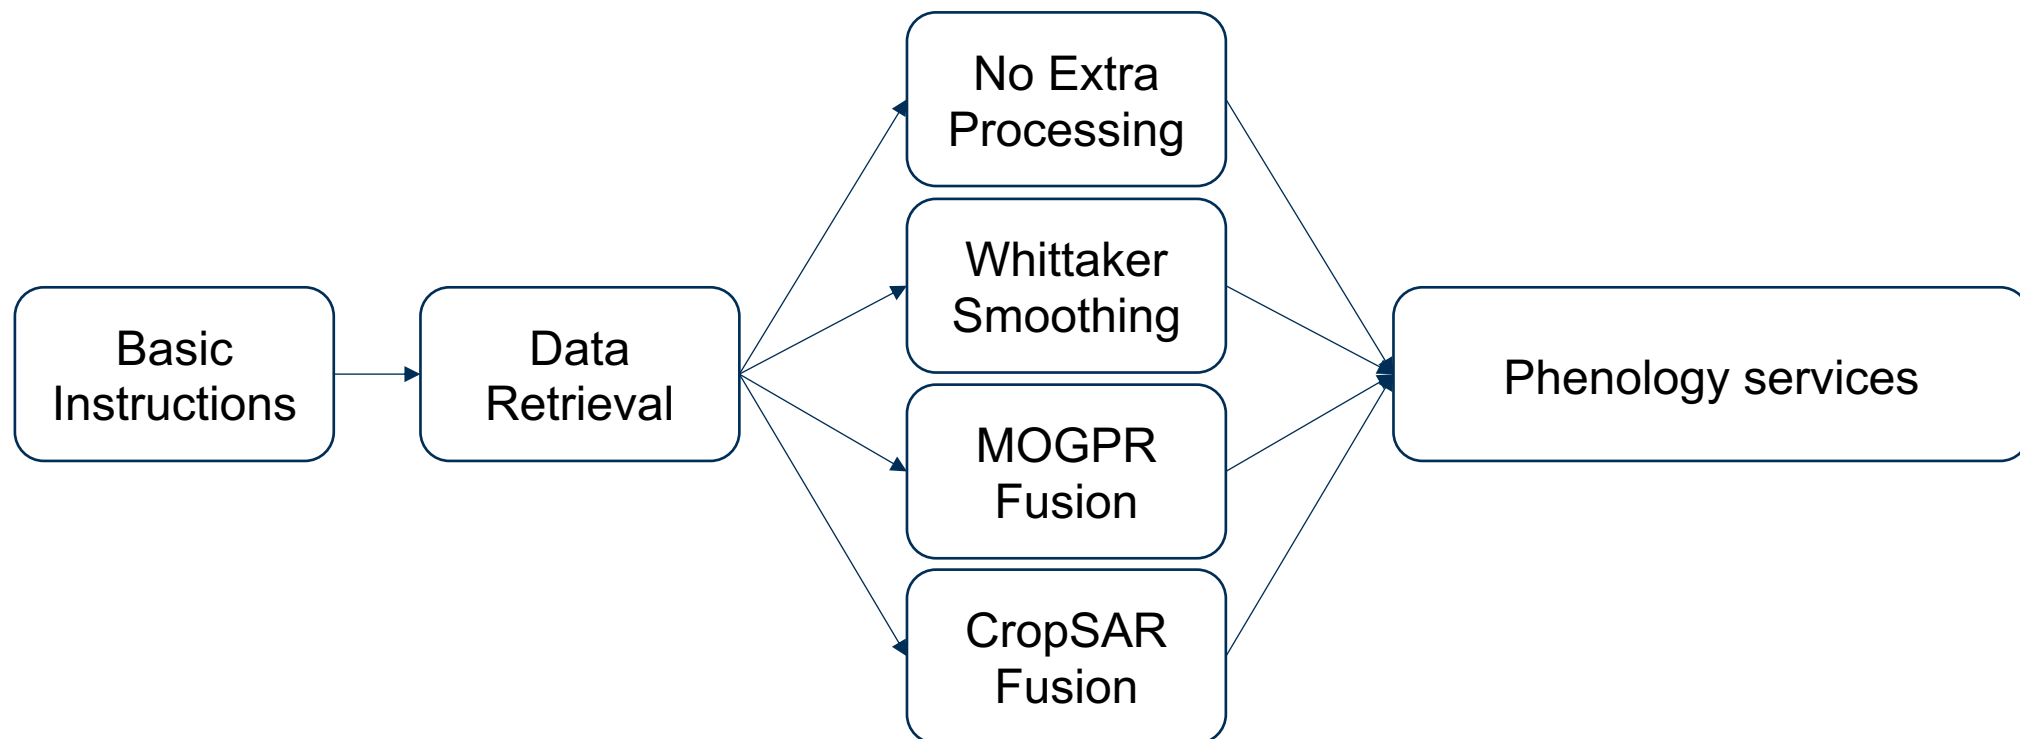 Basic
Instructions
Data
Retrieval
No Extra
Processing
Whittaker
Smoothing
MOGPR
Fusion
CropSAR
Fusion
Phenology services